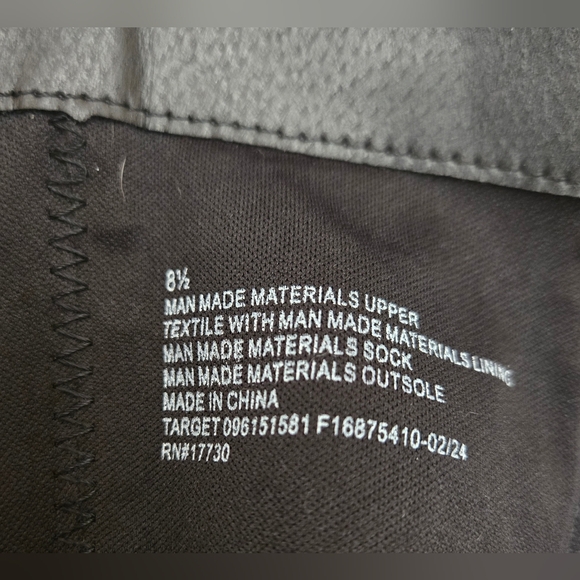 8½
MAN MADE MATERIALS UPPER
TEXTILE WITH MAN MADE MATERIALS LINING
MAN MADE MATERIALS SOCK
MAN MADE MATERIALS OUTSOLE
MADE IN CHINA
TARGET 096151581 F16875410-02/24
RN#17730